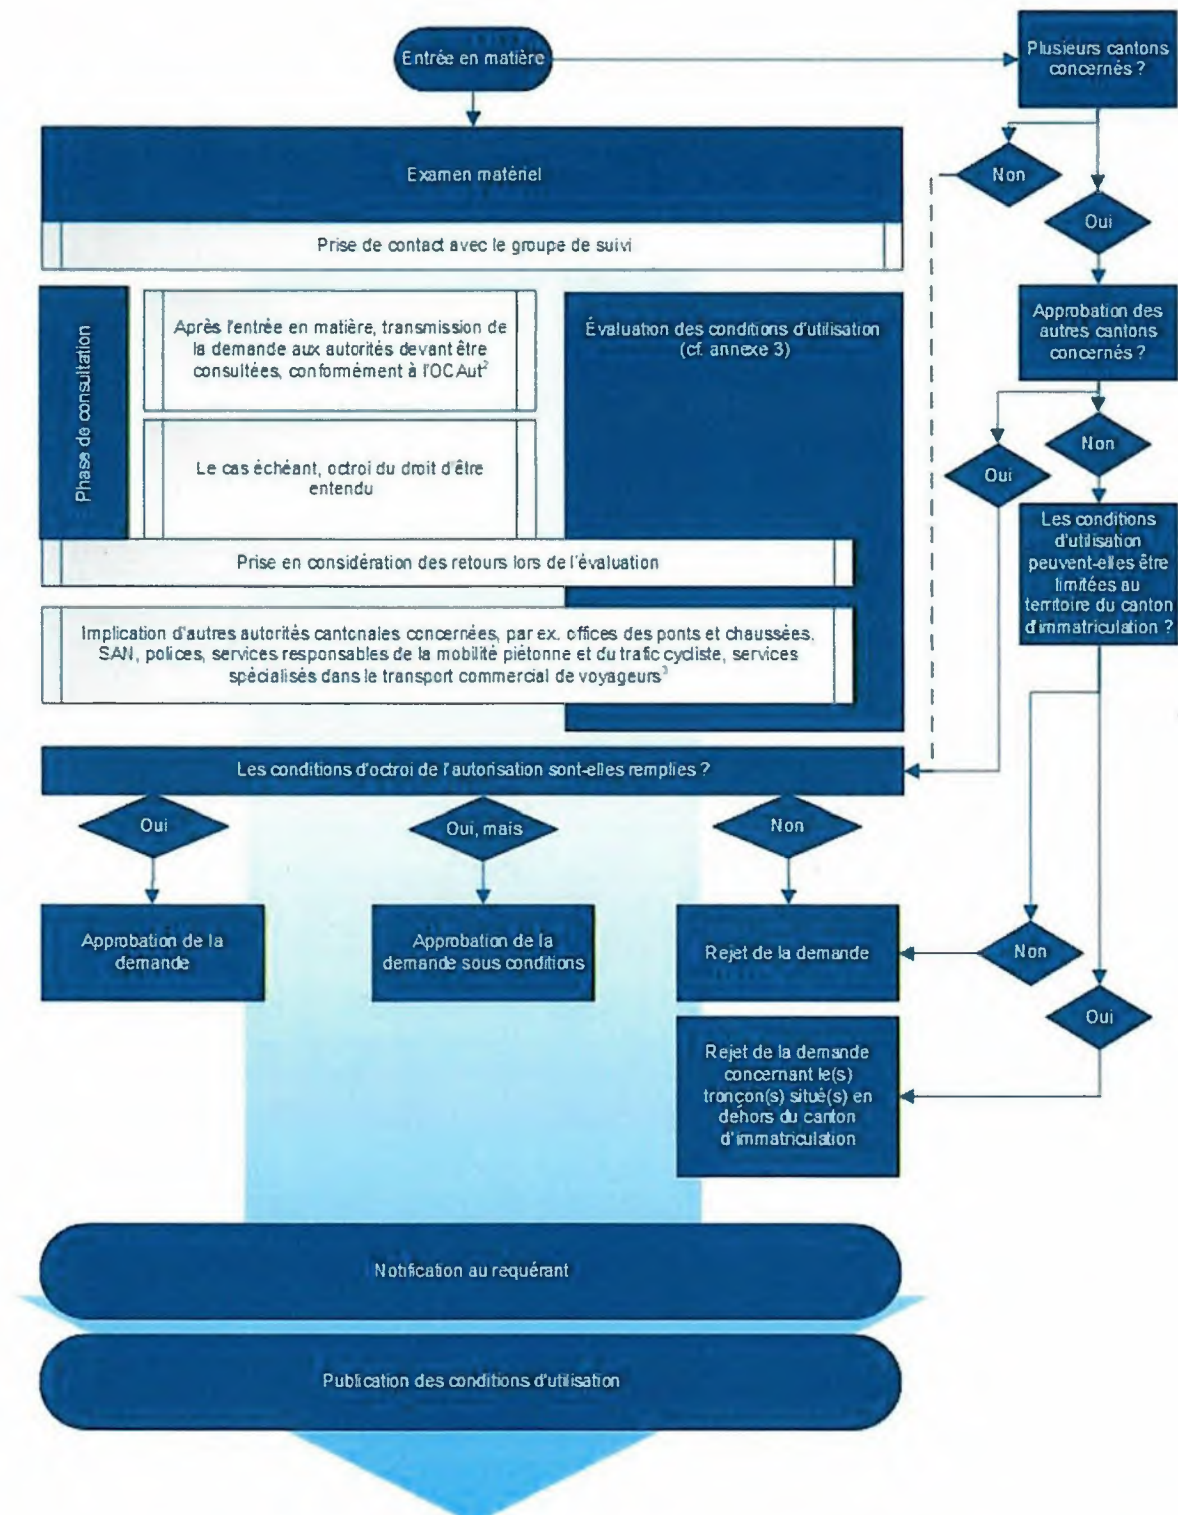 Entrée en matière
Plusieurs cantons
concernés ?
Examen matériel
Non
Oui
Prise de contact avec le groupe de suivi
Phase de consultation
Après l'entrée en matière, transmission de
la demande aux autorités devant être
consultées, conformément à l'OCAut²
Évaluation des conditions d'utilisation
(cf. annexe 3)
Approbation des
autres cantons
concernés ?
Le cas échéant, octroi du droit d'être
entendu
Non
Oui
Les conditions
d'utilisation
peuvent-elles être
limitées au
territoire du canton
d'immatriculation ?
Prise en considération des retours lors de l'évaluation
Implication d'autres autorités cantonales concernées, par ex. offices des ponts et chaussées,
SAN, polices, services responsables de la mobilité piétonne et du trafic cycliste, services
spécialisés dans le transport commercial de voyageurs³
Les conditions d'octroi de l'autorisation sont-elles remplies ?
Oui
Oui, mais
Non
Approbation de la
demande
Approbation de la
demande sous conditions
Rejet de la demande
Non
Oui
Rejet de la demande
concernant le(s)
tronçon(s) situé(s) en
dehors du canton
d'immatriculation
Notification au requérant
Publication des conditions d'utilisation